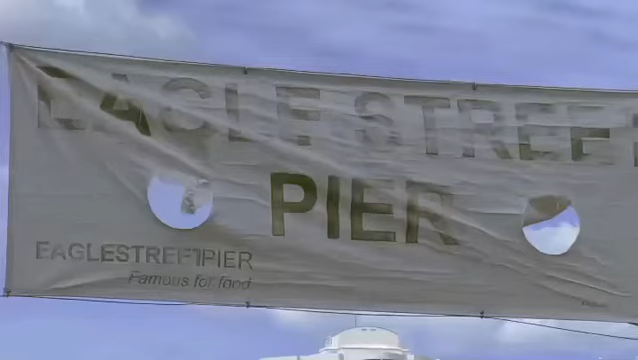 EAGLE STREET
PIER
EAGLESTREETPIER
Famous for food